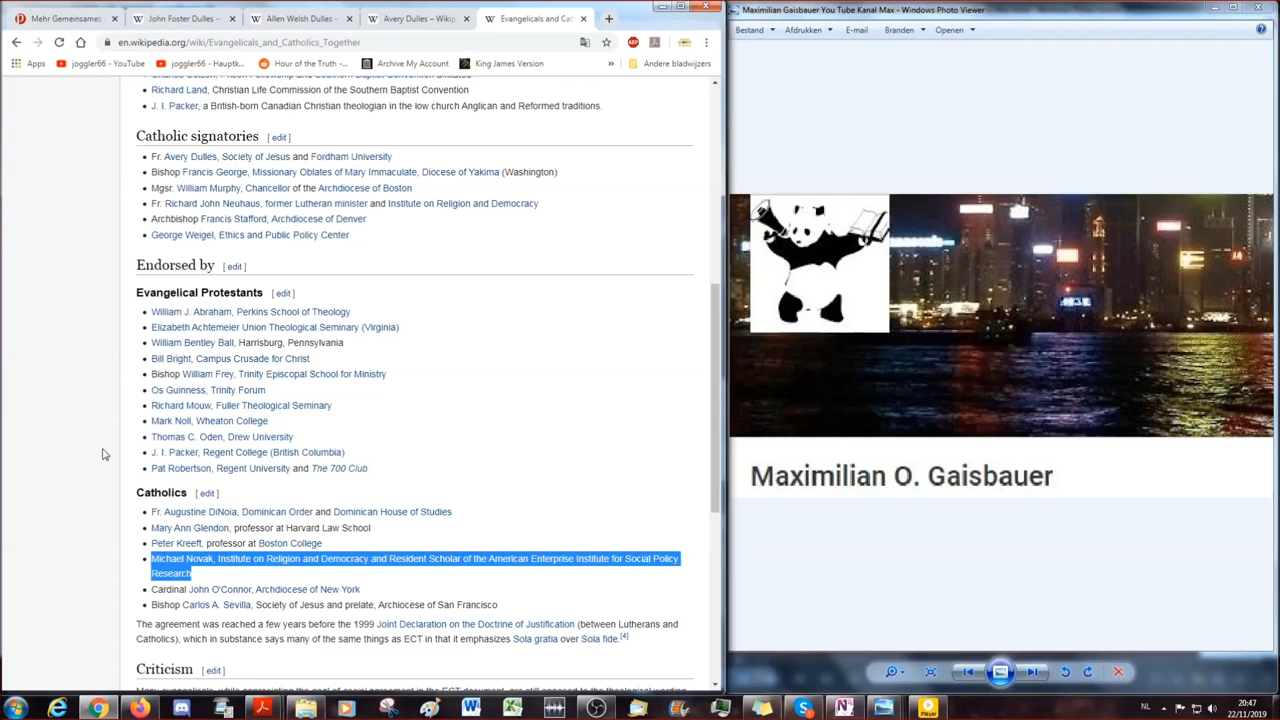 Mehr Gemeinsames
John Foster Dulles –
Allen Welsh Dulles –
Avery Dulles – Wikip
Evangelicals and Cat
Maximilian Gaisbauer You Tube Kanal Max - Windows Photo Viewer
en.wikipedia.org/wiki/Evangelicals_and_Catholics_Together
Bestand
Afdrukken
E-mail
Branden
Openen
Apps
joggler66 - YouTube
joggler66 - Hauptk...
Hour of the Truth -...
Archive My Account
King James Version
»
Andere bladwijzers
Richard Land, Christian Life Commission of the Southern Baptist Convention
J. I. Packer, a British-born Canadian Christian theologian in the low church Anglican and Reformed traditions.
Catholic signatories [ edit ]
Fr. Avery Dulles, Society of Jesus and Fordham University
Bishop Francis George, Missionary Oblates of Mary Immaculate, Diocese of Yakima (Washington)
Mgsr. William Murphy, Chancellor of the Archdiocese of Boston
Fr. Richard John Neuhaus, former Lutheran minister and Institute on Religion and Democracy
Archbishop Francis Stafford, Archdiocese of Denver
George Weigel, Ethics and Public Policy Center
Endorsed by [ edit ]
Evangelical Protestants [ edit ]
William J. Abraham, Perkins School of Theology
Elizabeth Achtemeier Union Theological Seminary (Virginia)
William Bentley Ball, Harrisburg, Pennsylvania
Bill Bright, Campus Crusade for Christ
Bishop William Frey, Trinity Episcopal School for Ministry
Os Guinness, Trinity Forum
Richard Mouw, Fuller Theological Seminary
Mark Noll, Wheaton College
Thomas C. Oden, Drew University
J. I. Packer, Regent College (British Columbia)
Pat Robertson, Regent University and The 700 Club
Catholics [ edit ]
Fr. Augustine DiNoia, Dominican Order and Dominican House of Studies
Mary Ann Glendon, professor at Harvard Law School
Peter Kreeft, professor at Boston College
Michael Novak, Institute on Religion and Democracy and Resident Scholar of the American Enterprise Institute for Social Policy
Research
Cardinal John O'Connor, Archdiocese of New York
Bishop Carlos A. Sevilla, Society of Jesus and prelate, Archiocese of San Francisco
The agreement was reached a few years before the 1999 Joint Declaration on the Doctrine of Justification (between Lutherans and
Catholics), which in substance says many of the same things as ECT in that it emphasizes Sola gratia over Sola fide.[4]
Criticism [ edit ]
Maximilian O. Gaisbauer
NL
20:47
22/11/2019